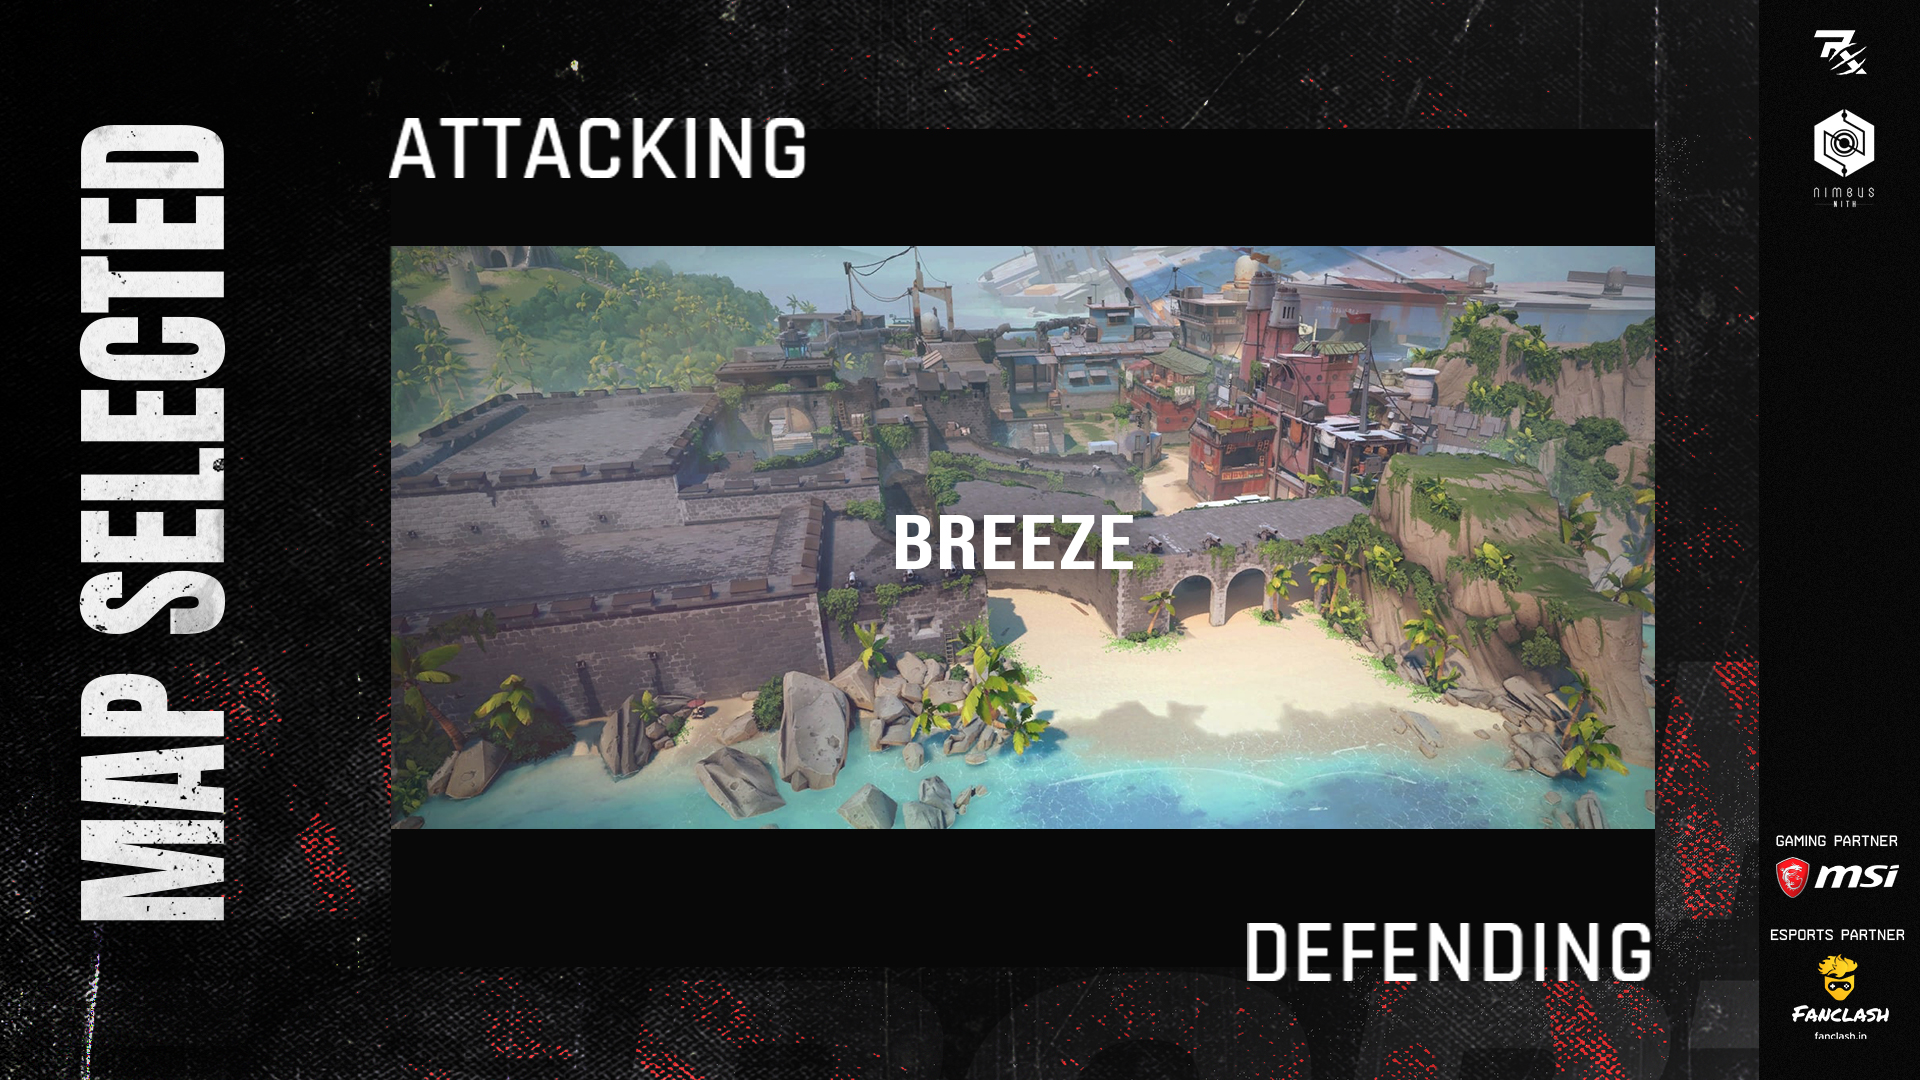 MAP SELECTED
ATTACKING
BREEZE
DEFENDING
NIMBUS
NITH
GAMING PARTNER
msi
ESPORTS PARTNER
FANCLASH
fanclash.in